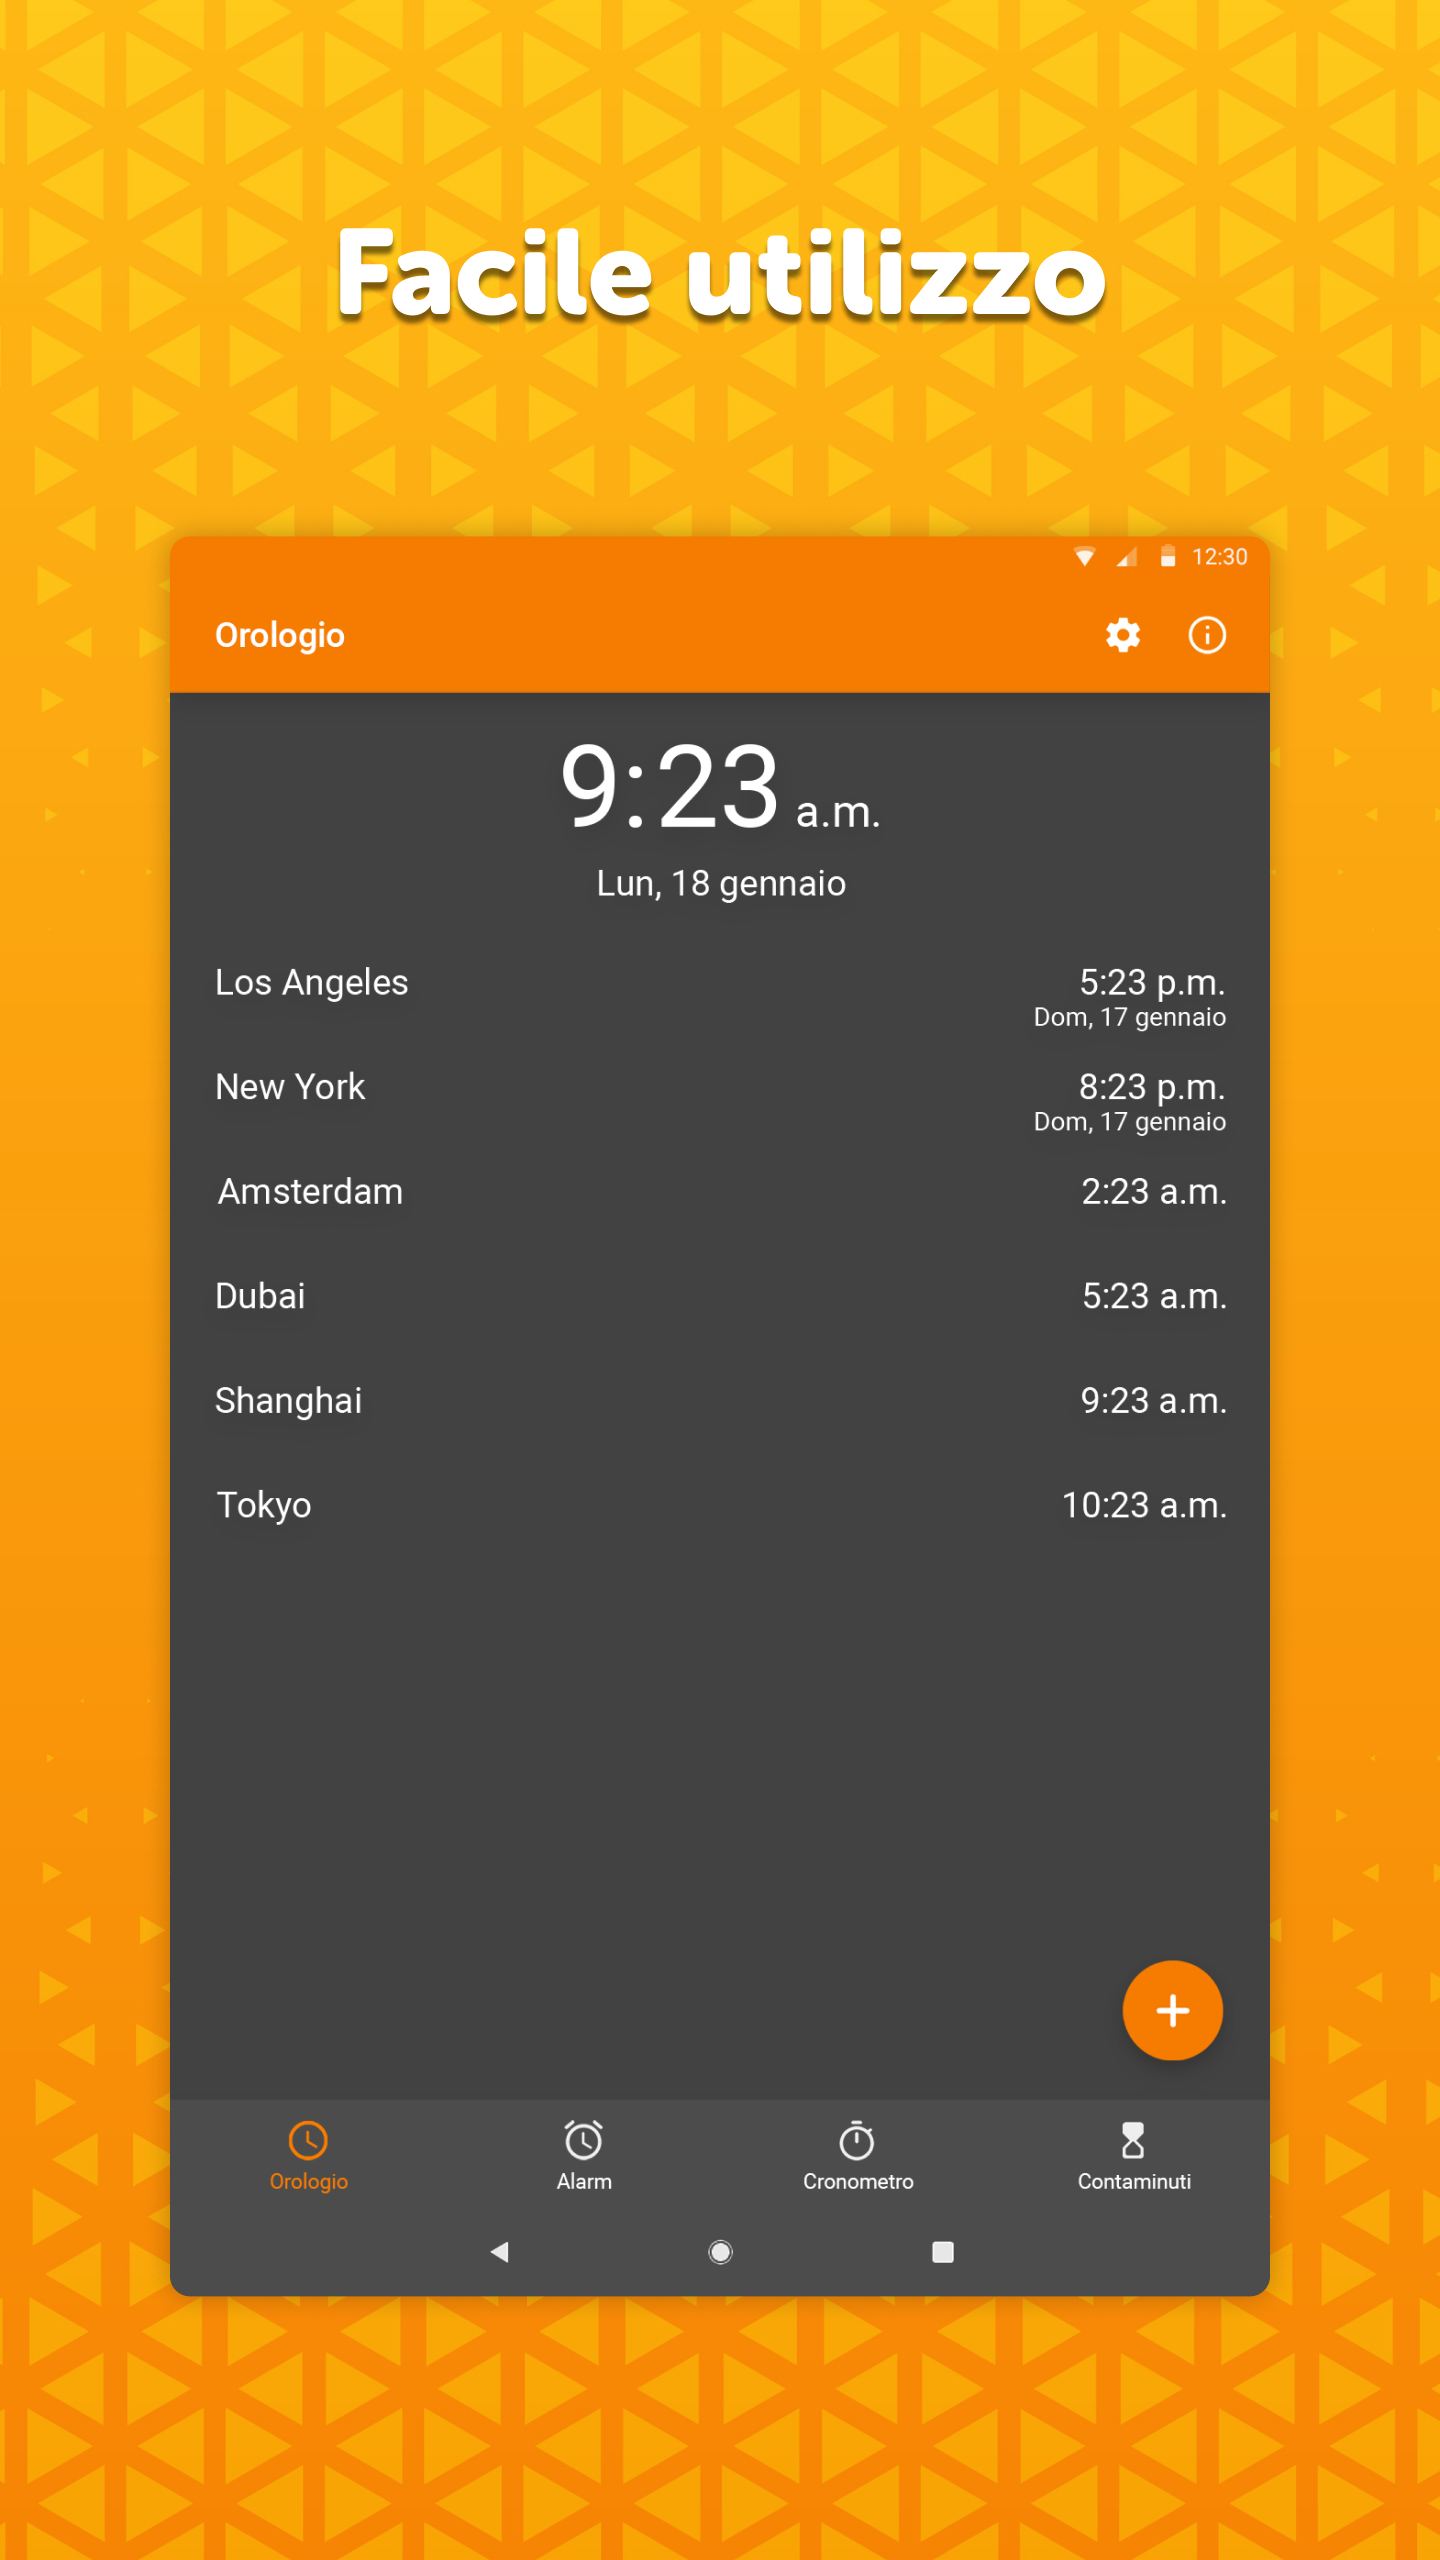 Facile utilizzo
12:30
Orologio
9:23 a.m.
Lun, 18 gennaio
Los Angeles 5:23 p.m.
Dom, 17 gennaio
New York 8:23 p.m.
Dom, 17 gennaio
Amsterdam 2:23 a.m.
Dubai 5:23 a.m.
Shanghai 9:23 a.m.
Tokyo 10:23 a.m.
Orologio Alarm Cronometro Contaminuti